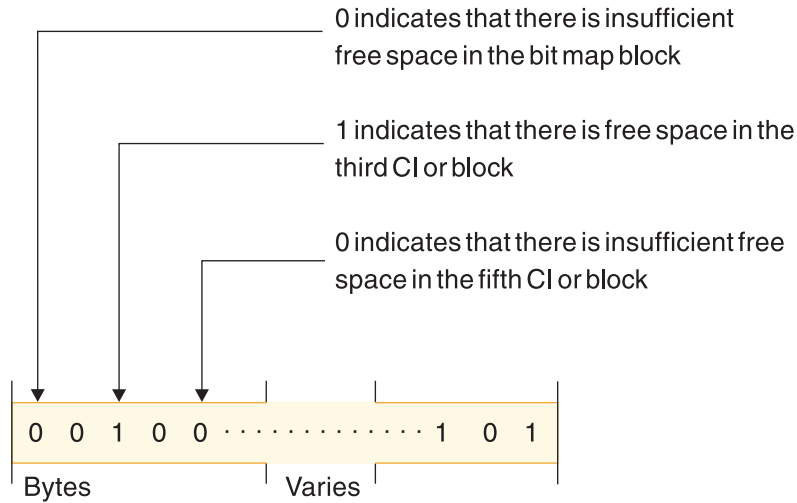 0 indicates that there is insufficient
free space in the bit map block
1 indicates that there is free space in the
third CI or block
0 indicates that there is insufficient free
space in the fifth CI or block
0 0 1 0 0 · · · · · · · · · · · · · 1 0 1
Bytes Varies